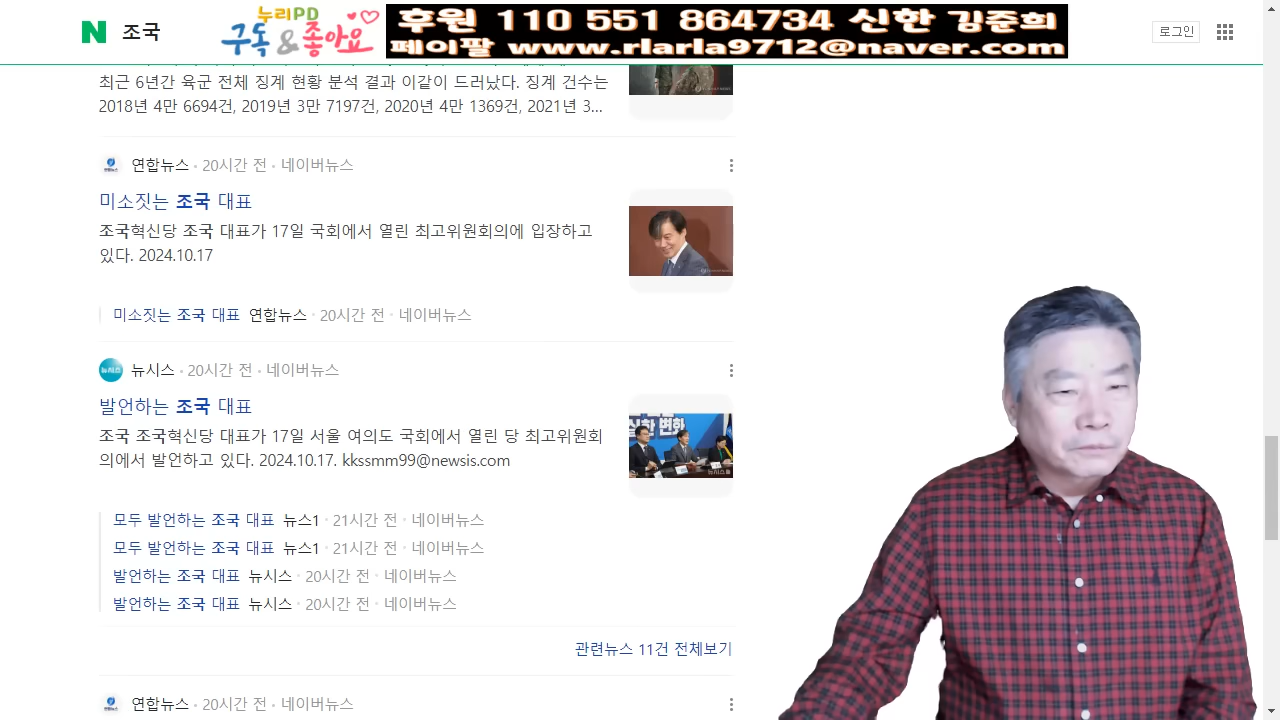 N 조국
누리PD
구독 & 좋아요
후원 110 551 864734 신한 김준희
페이팔 www.rlarla9712@naver.com
로그인
최근 6년간 육군 전체 징계 현황 분석 결과 이같이 드러났다. 징계 건수는
2018년 4만 6694건, 2019년 3만 7197건, 2020년 4만 1369건, 2021년 3...
연합뉴스 · 20시간 전 · 네이버뉴스
미소짓는 조국 대표
조국혁신당 조국 대표가 17일 국회에서 열린 최고위원회의에 입장하고
있다. 2024.10.17
미소짓는 조국 대표 연합뉴스 · 20시간 전 · 네이버뉴스
뉴시스 뉴시스 · 20시간 전 · 네이버뉴스
발언하는 조국 대표
조국 조국혁신당 대표가 17일 서울 여의도 국회에서 열린 당 최고위원회
의에서 발언하고 있다. 2024.10.17. kkssmm99@newsis.com
모두 발언하는 조국 대표 뉴스1 · 21시간 전 · 네이버뉴스
모두 발언하는 조국 대표 뉴스1 · 21시간 전 · 네이버뉴스
발언하는 조국 대표 뉴시스 · 20시간 전 · 네이버뉴스
발언하는 조국 대표 뉴시스 · 20시간 전 · 네이버뉴스
관련뉴스 11건 전체보기
연합뉴스 · 20시간 전 · 네이버뉴스